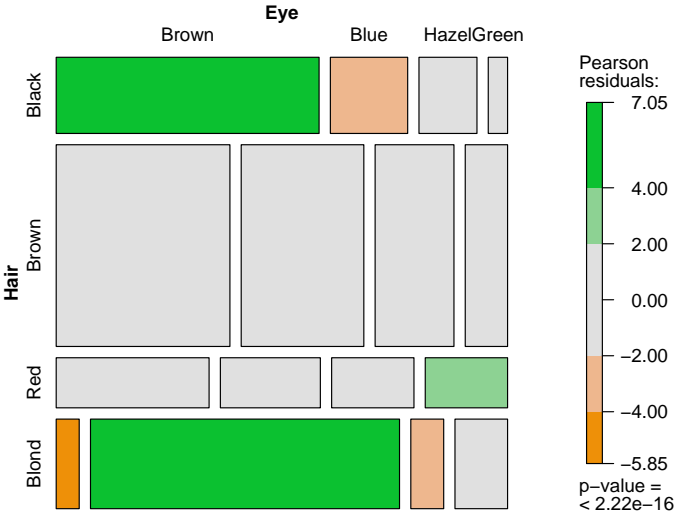 Eye
Brown Blue HazelGreen
Hair
Black
Brown
Red
Blond
Pearson
residuals:
7.05
4.00
2.00
0.00
−2.00
−4.00
−5.85
p−value =
< 2.22e−16